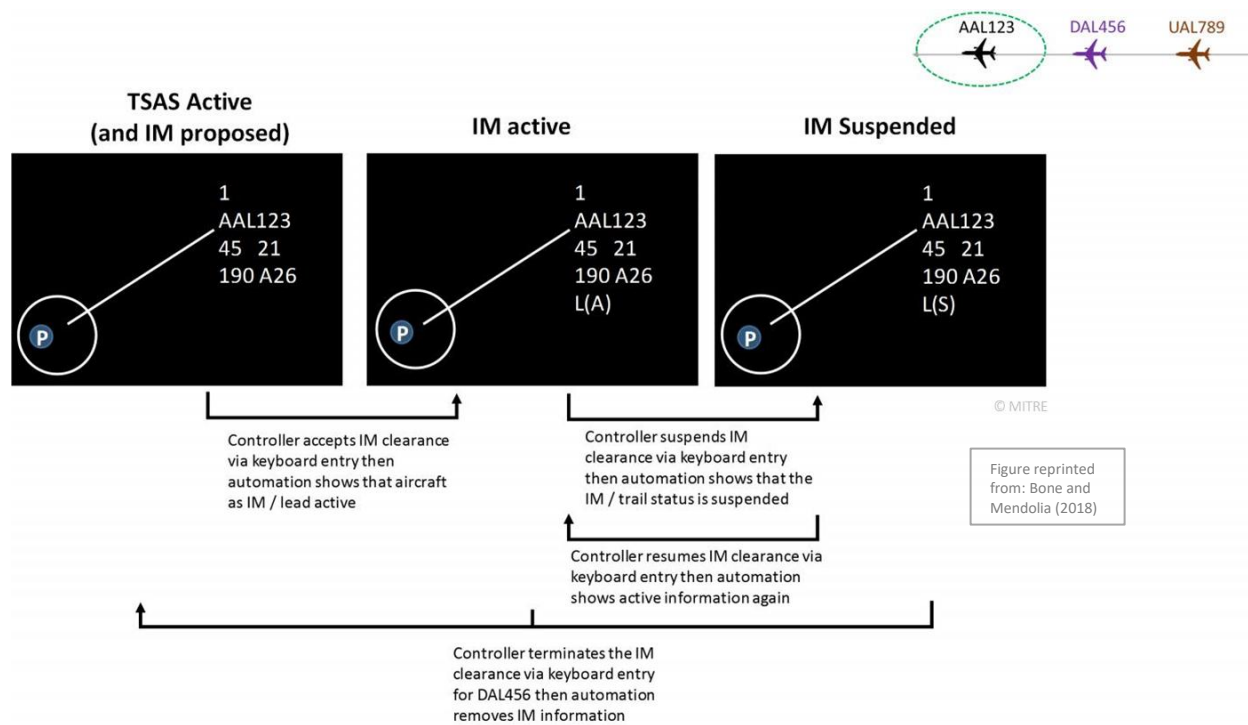 AAL123 DAL456 UAL789
TSAS Active
(and IM proposed)
IM active
IM Suspended
1
AAL123
45 21
190 A26
P
1
AAL123
45 21
190 A26
L(A)
P
1
AAL123
45 21
190 A26
L(S)
P
© MITRE
Controller accepts IM clearance
via keyboard entry then
automation shows that aircraft
as IM / lead active
Controller suspends IM
clearance via keyboard entry
then automation shows that the
IM / trail status is suspended
Figure reprinted
from: Bone and
Mendolia (2018)
Controller resumes IM clearance via
keyboard entry then automation
shows active information again
Controller terminates the IM
clearance via keyboard entry
for DAL456 then automation
removes IM information